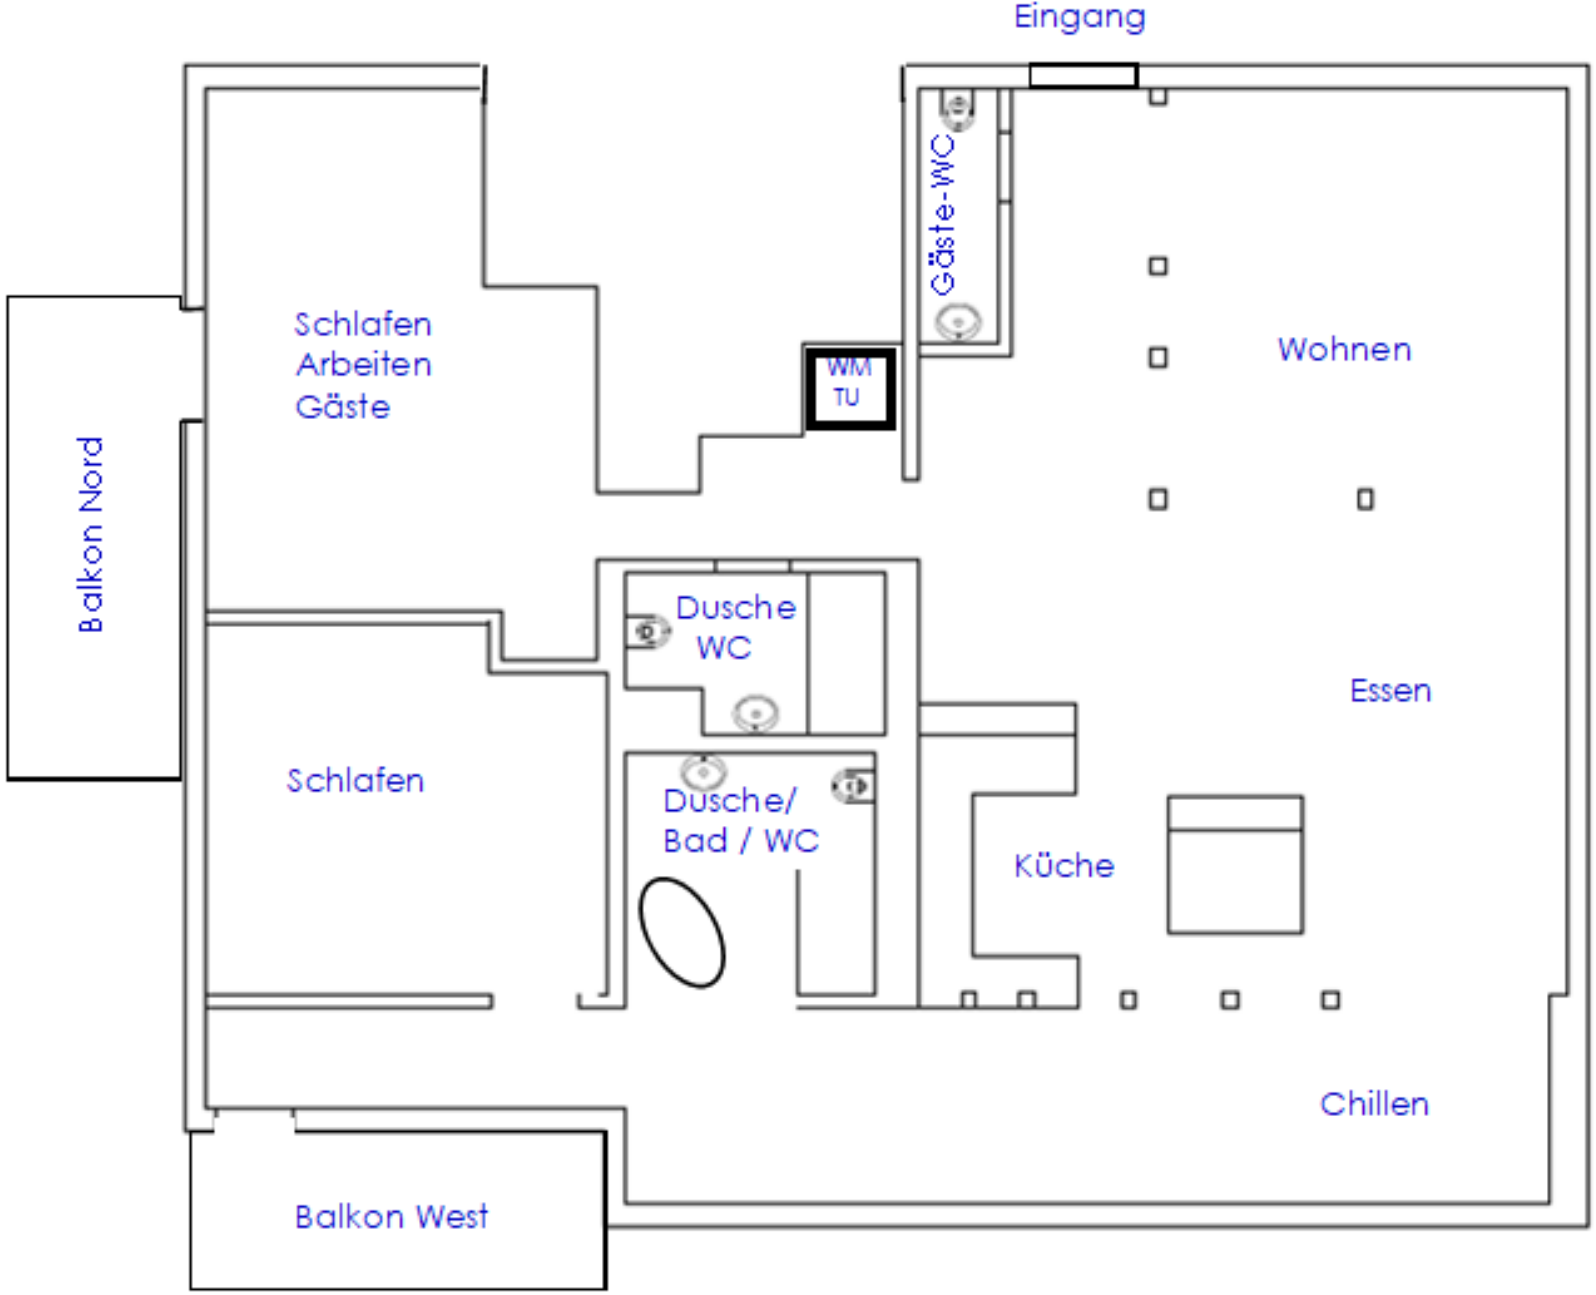 Eingang
Gäste-WC
Schlafen
Arbeiten
Gäste
WM
TU
Wohnen
Balkon Nord
Dusche
WC
Essen
Schlafen
Dusche/
Bad / WC
Küche
Chillen
Balkon West